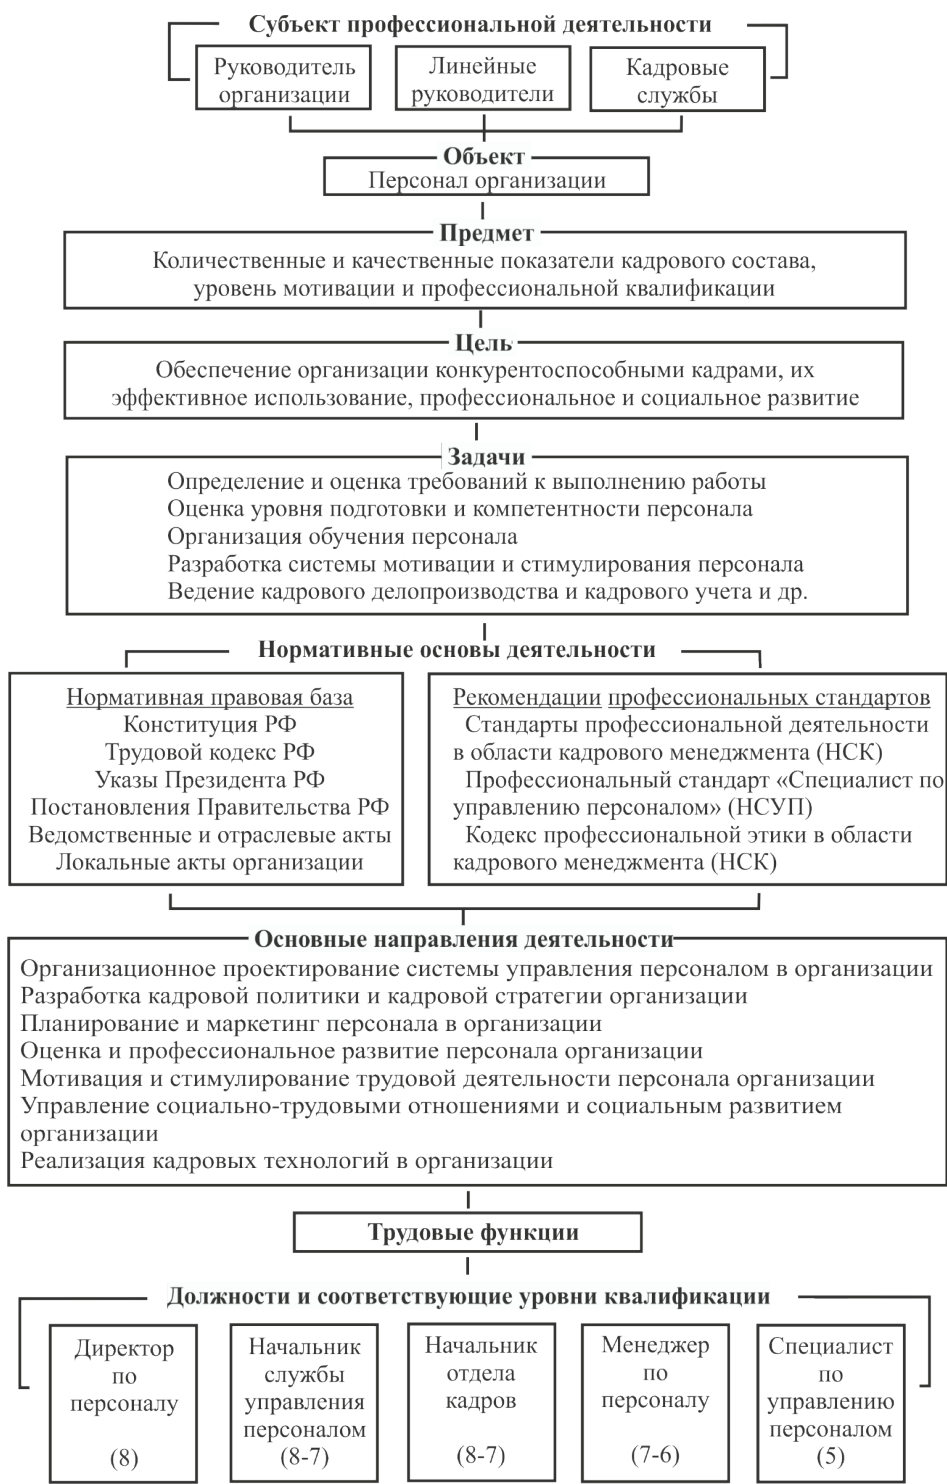 Субъект профессиональной деятельности
Руководитель
организации
Линейные
руководители
Кадровые
службы
Объект
Персонал организации
Предмет
Количественные и качественные показатели кадрового состава,
уровень мотивации и профессиональной квалификации
Цель
Обеспечение организации конкурентоспособными кадрами, их
эффективное использование, профессиональное и социальное развитие
Задачи
Определение и оценка требований к выполнению работы
Оценка уровня подготовки и компетентности персонала
Организация обучения персонала
Разработка системы мотивации и стимулирования персонала
Ведение кадрового делопроизводства и кадрового учета и др.
Нормативные основы деятельности
Нормативная правовая база
Конституция РФ
Трудовой кодекс РФ
Указы Президента РФ
Постановления Правительства РФ
Ведомственные и отраслевые акты
Локальные акты организации
Рекомендации профессиональных стандартов
Стандарты профессиональной деятельности
в области кадрового менеджмента (НСК)
Профессиональный стандарт «Специалист по
управлению персоналом» (НСУП)
Кодекс профессиональной этики в области
кадрового менеджмента (НСК)
Основные направления деятельности
Организационное проектирование системы управления персоналом в организации
Разработка кадровой политики и кадровой стратегии организации
Планирование и маркетинг персонала в организации
Оценка и профессиональное развитие персонала организации
Мотивация и стимулирование трудовой деятельности персонала организации
Управление социально-трудовыми отношениями и социальным развитием
организации
Реализация кадровых технологий в организации
Трудовые функции
Должности и соответствующие уровни квалификации
Директор
по
персоналу
(8)
Начальник
службы
управления
персоналом
(8-7)
Начальник
отдела
кадров
(8-7)
Менеджер
по
персоналу
(7-6)
Специалист
по
управлению
персоналом
(5)